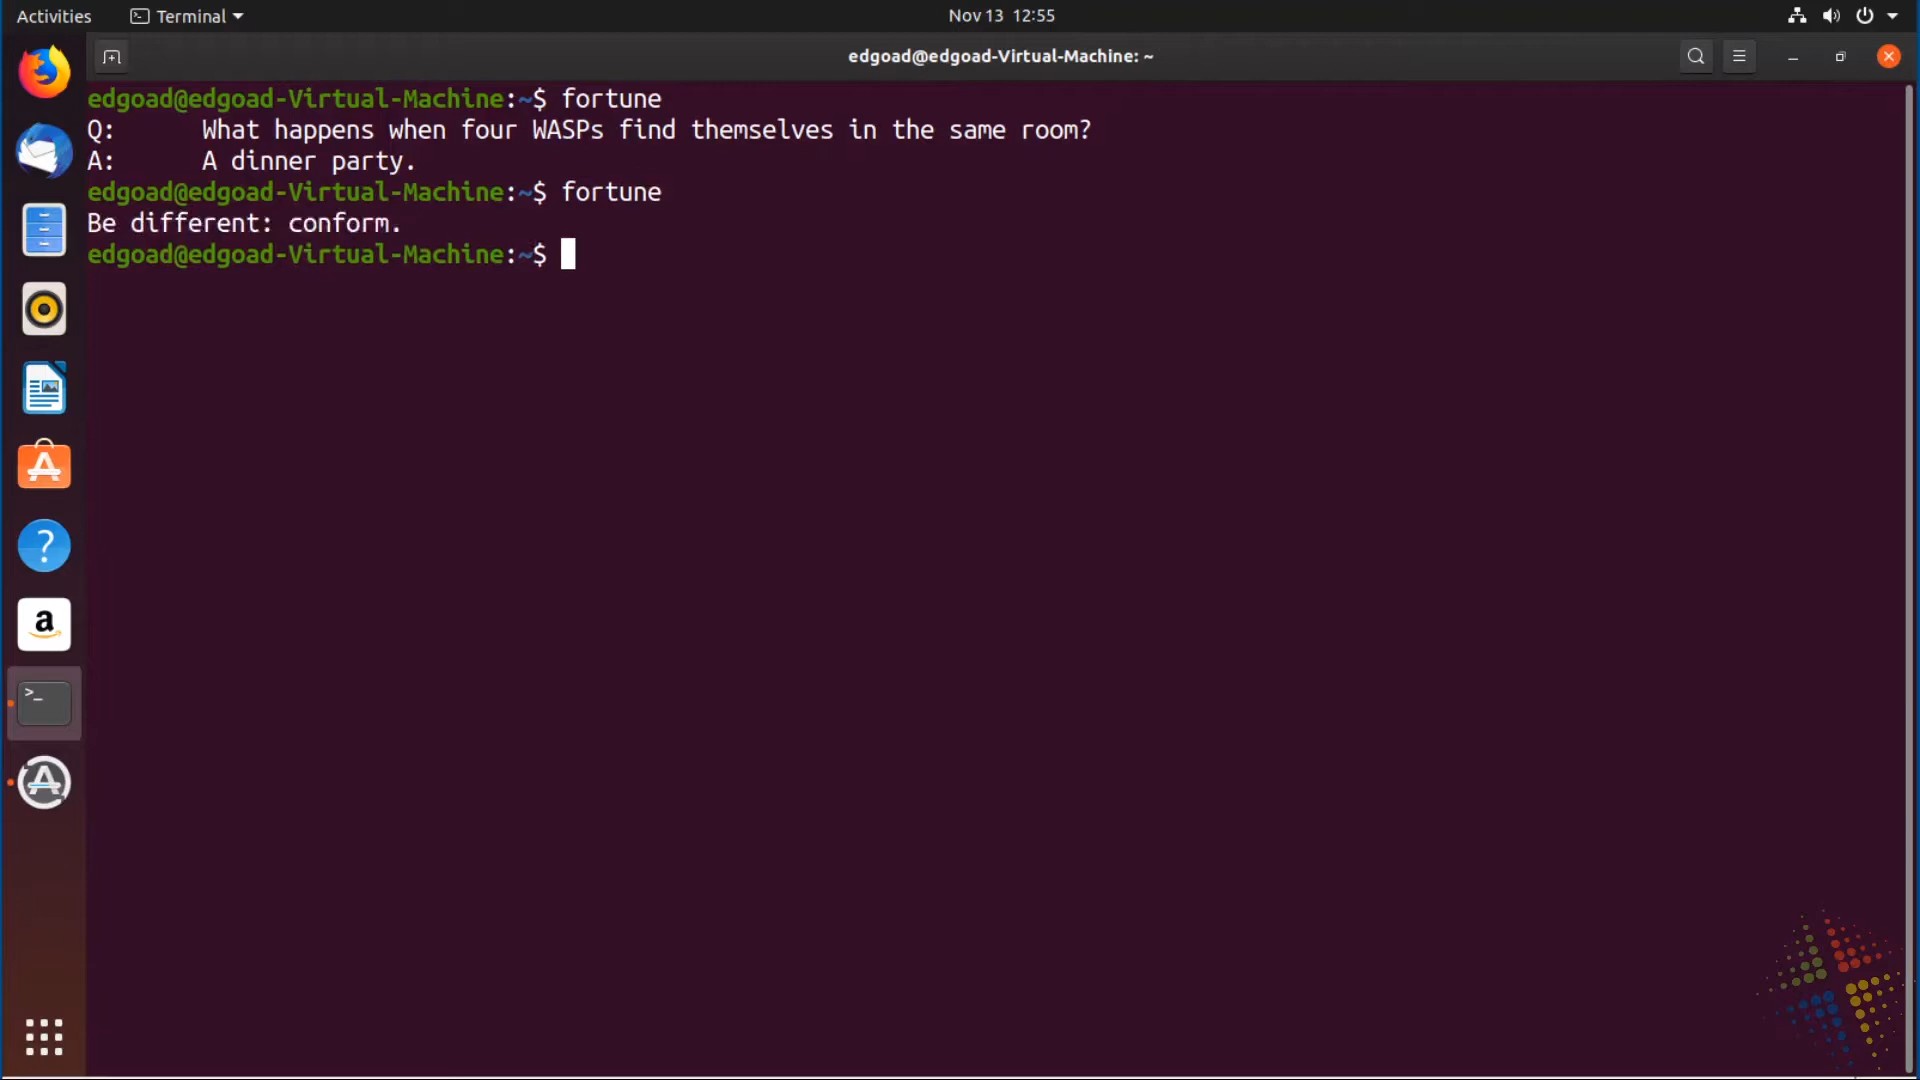 Activities Terminal Nov 13 12:55
edgoad@edgoad-Virtual-Machine: ~
edgoad@edgoad-Virtual-Machine:~$ fortune
Q: What happens when four WASPs find themselves in the same room?
A: A dinner party.
edgoad@edgoad-Virtual-Machine:~$ fortune
Be different: conform.
edgoad@edgoad-Virtual-Machine:~$